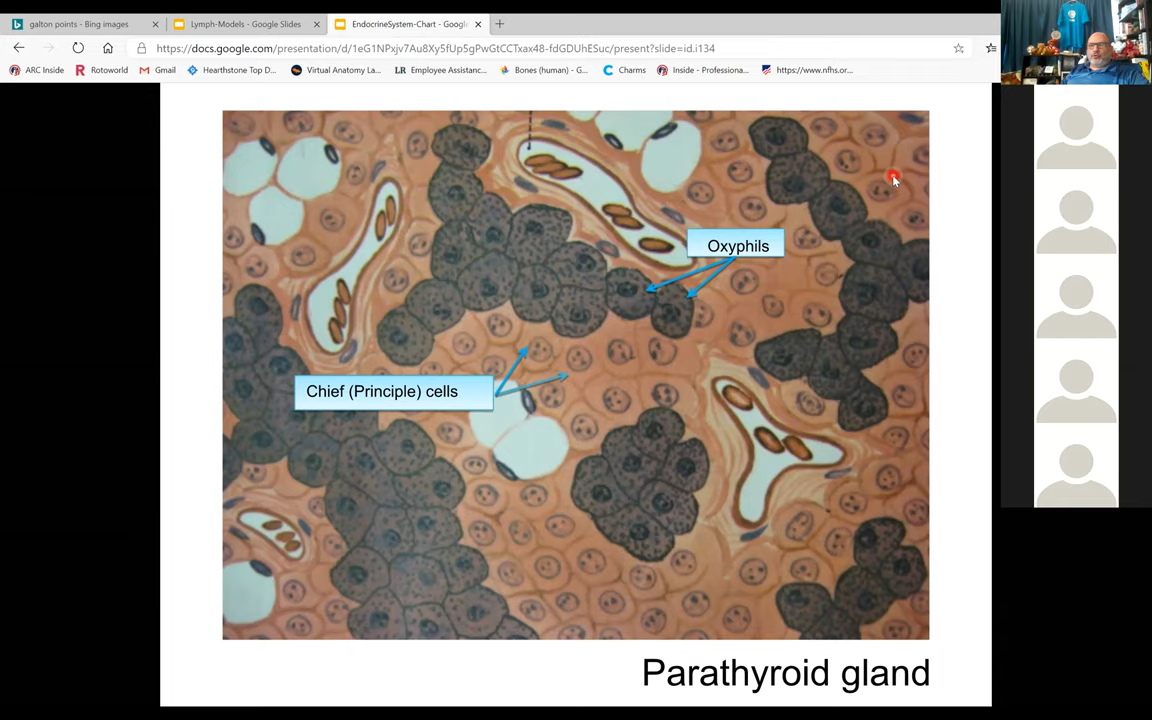 galton points - Bing images
Lymph-Models - Google Slides
EndocrineSystem-Chart - Googl
https://docs.google.com/presentation/d/1eG1NPxjv7Au8Xy5fUp5gPwGtCCTxax48-fdGDUhESuc/present?slide=id.i134
ARC Inside
Rotoworld
Gmail
Hearthstone Top D...
Virtual Anatomy La...
LR Employee Assistanc...
Bones (human) - G...
Charms
Inside - Professiona...
https://www.nfhs.or...
Oxyphils
Chief (Principle) cells
Parathyroid gland